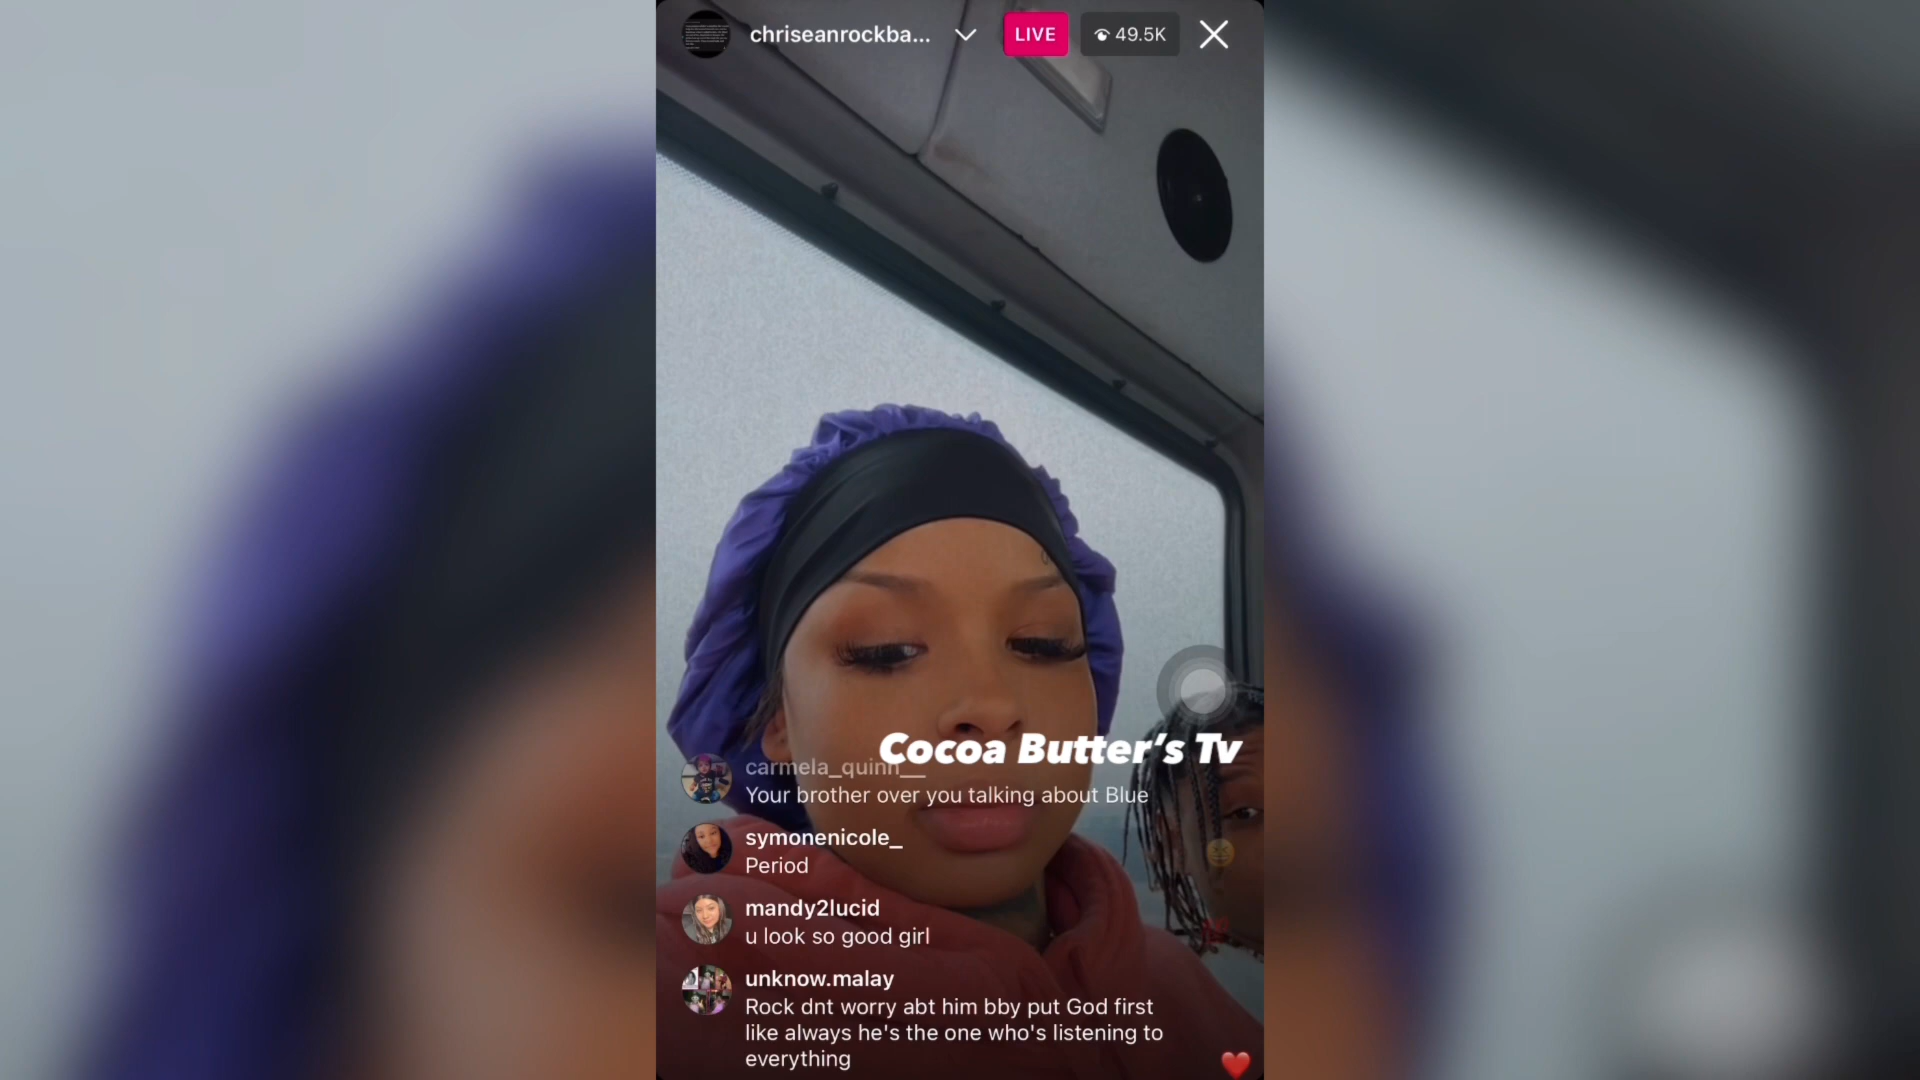 chriseanrockba...
LIVE
49.5K
Cocoa Butter's Tv
carmela_quinn__
Your brother over you talking about Blue
symonenicole_
Period
mandy2lucid
u look so good girl
unknow.malay
Rock dnt worry abt him bby put God first
like always he's the one who's listening to
everything